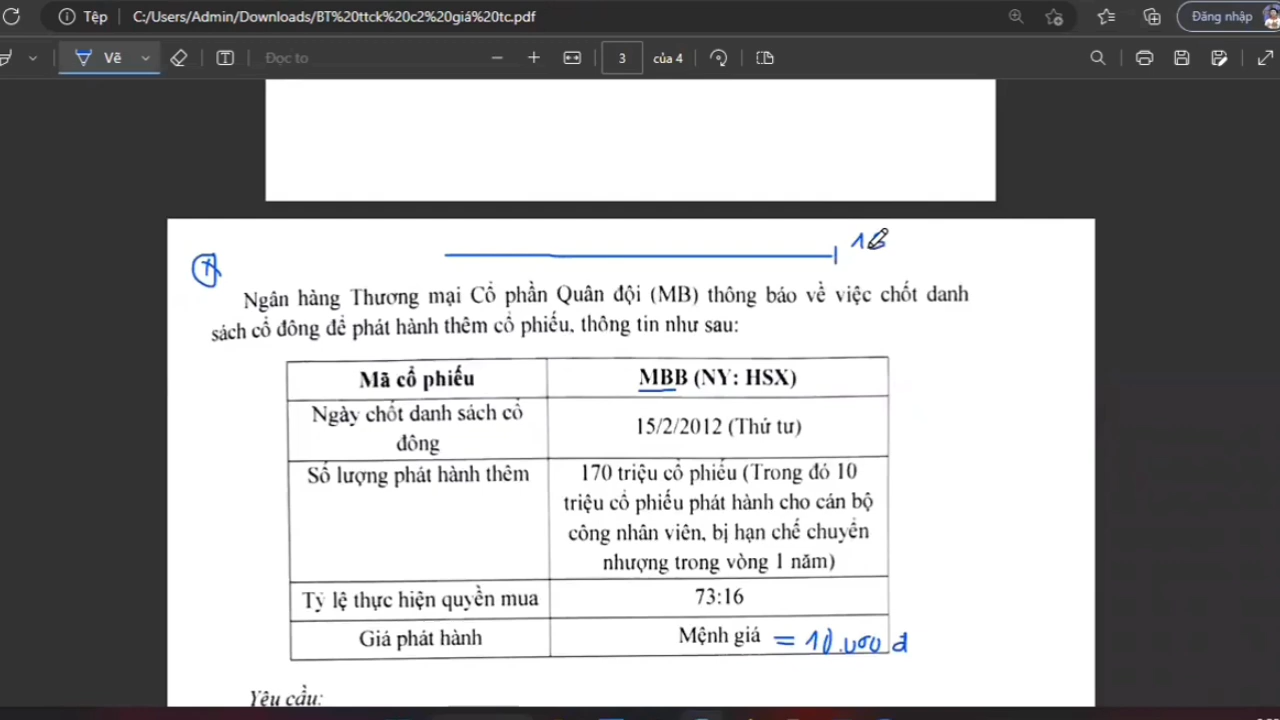 Tệp C:/Users/Admin/Downloads/BT%20ttck%20c2%20giá%20tc.pdf Đăng nhập
Vẽ Đọc to 3 của 4
Ngân hàng Thương mại Cổ phần Quân đội (MB) thông báo về việc chốt danh
sách cổ đông để phát hành thêm cổ phiếu, thông tin như sau:
Mã cổ phiếu MBB (NY: HSX)
Ngày chốt danh sách cổ
đông
15/2/2012 (Thứ tư)
Số lượng phát hành thêm
170 triệu cổ phiếu (Trong đó 10
triệu cổ phiếu phát hành cho cán bộ
công nhân viên, bị hạn chế chuyển
nhượng trong vòng 1 năm)
Tỷ lệ thực hiện quyền mua 73:16
Giá phát hành Mệnh giá = 10.000 đ
Yêu cầu: